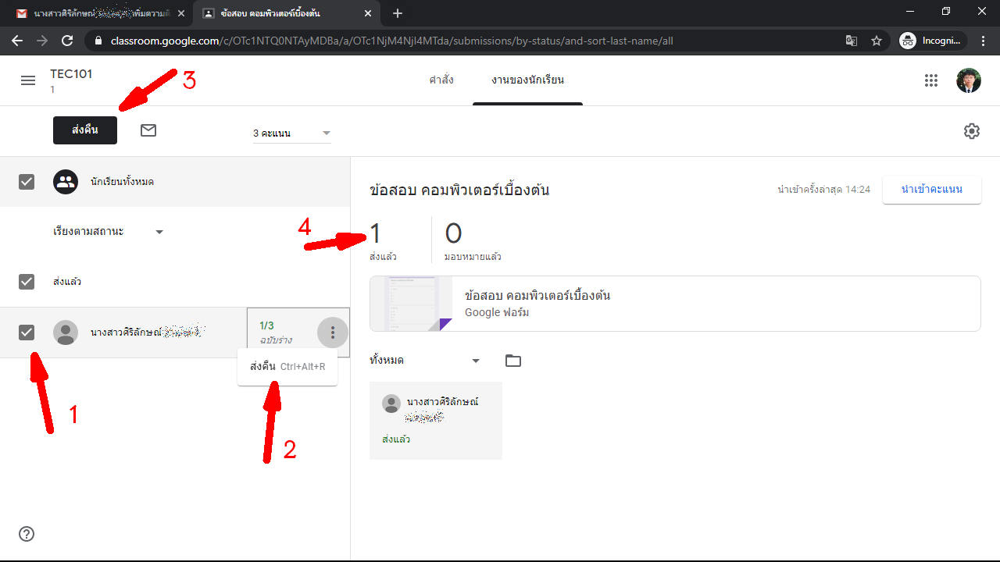 นางสาวศิริลักษณ์ เพิ่มความคิ
ข้อสอบ คอมพิวเตอร์เบื้องต้น
classroom.google.com/c/OTc1NTQ0NTAyMDBa/a/OTc1NjM4NjI4MTda/submissions/by-status/and-sort-last-name/all
Incogni...
TEC101
1
คำสั่ง
งานของนักเรียน
3
ส่งคืน
3 คะแนน
นักเรียนทั้งหมด
ข้อสอบ คอมพิวเตอร์เบื้องต้น
นำเข้าครั้งล่าสุด 14:24
นำเข้าคะแนน
เรียงตามสถานะ
4
1
0
ส่งแล้ว
มอบหมายแล้ว
ส่งแล้ว
ข้อสอบ คอมพิวเตอร์เบื้องต้น
Google ฟอร์ม
นางสาวศิริลักษณ์
1/3
ฉบับร่าง
ส่งคืน Ctrl+Alt+R
ทั้งหมด
1
2
นางสาวศิริลักษณ์
ส่งแล้ว